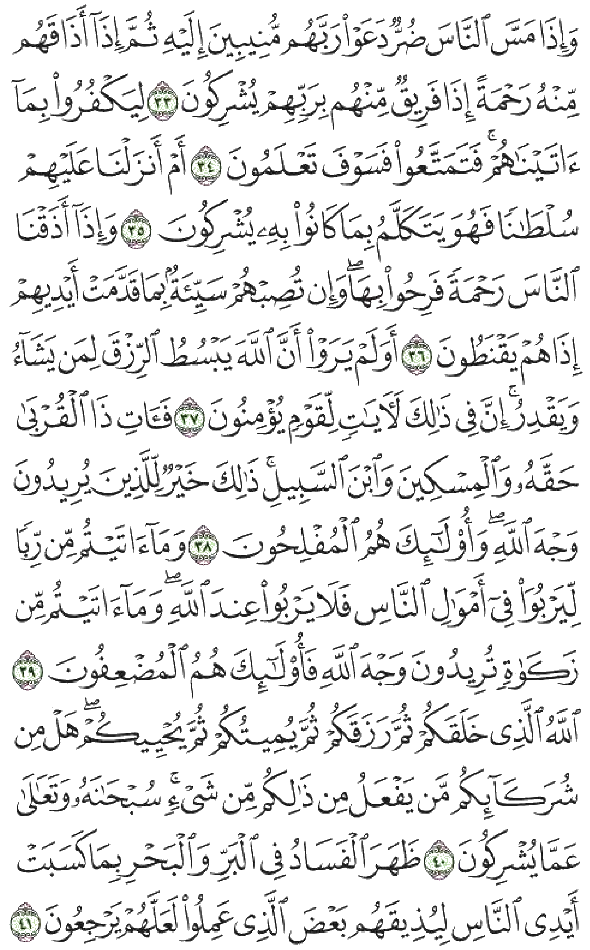 وَإِذَا مَسَّ ٱلنَّاسَ ضُرٌّ دَعَوْا۟ رَبَّهُم مُّنِيبِينَ إِلَيْهِ ثُمَّ إِذَآ أَذَاقَهُم
مِّنْهُ رَحْمَةً إِذَا فَرِيقٌ مِّنْهُم بِرَبِّهِمْ يُشْرِكُونَ ٣٣ لِيَكْفُرُوا۟ بِمَآ
ءَاتَيْنَٰهُمْ ۚ فَتَمَتَّعُوا۟ فَسَوْفَ تَعْلَمُونَ ٣٤ أَمْ أَنزَلْنَا عَلَيْهِمْ
سُلْطَٰنًا فَهُوَ يَتَكَلَّمُ بِمَا كَانُوا۟ بِهِۦ يُشْرِكُونَ ٣٥ وَإِذَآ أَذَقْنَا
ٱلنَّاسَ رَحْمَةً فَرِحُوا۟ بِهَا ۖ وَإِن تُصِبْهُمْ سَيِّئَةٌۢ بِمَا قَدَّمَتْ أَيْدِيهِمْ
إِذَا هُمْ يَقْنَطُونَ ٣٦ أَوَلَمْ يَرَوْا۟ أَنَّ ٱللَّهَ يَبْسُطُ ٱلرِّزْقَ لِمَن يَشَآءُ
وَيَقْدِرُ ۚ إِنَّ فِى ذَٰلِكَ لَءَايَٰتٍ لِّقَوْمٍ يُؤْمِنُونَ ٣٧ فَـَٔاتِ ذَا ٱلْقُرْبَىٰ
حَقَّهُۥ وَٱلْمِسْكِينَ وَٱبْنَ ٱلسَّبِيلِ ۚ ذَٰلِكَ خَيْرٌ لِّلَّذِينَ يُرِيدُونَ
وَجْهَ ٱللَّهِ ۖ وَأُو۟لَٰٓئِكَ هُمُ ٱلْمُفْلِحُونَ ٣٨ وَمَآ ءَاتَيْتُم مِّن رِّبًا
لِّيَرْبُوَا۟ فِىٓ أَمْوَٰلِ ٱلنَّاسِ فَلَا يَرْبُوا۟ عِندَ ٱللَّهِ ۖ وَمَآ ءَاتَيْتُم مِّن
زَكَوٰةٍ تُرِيدُونَ وَجْهَ ٱللَّهِ فَأُو۟لَٰٓئِكَ هُمُ ٱلْمُضْعِفُونَ ٣٩
ٱللَّهُ ٱلَّذِى خَلَقَكُمْ ثُمَّ رَزَقَكُمْ ثُمَّ يُمِيتُكُمْ ثُمَّ يُحْيِيكُمْ ۖ هَلْ مِن
شُرَكَآئِكُم مَّن يَفْعَلُ مِن ذَٰلِكُم مِّن شَىْءٍ ۚ سُبْحَٰنَهُۥ وَتَعَٰلَىٰ
عَمَّا يُشْرِكُونَ ٤٠ ظَهَرَ ٱلْفَسَادُ فِى ٱلْبَرِّ وَٱلْبَحْرِ بِمَا كَسَبَتْ
أَيْدِى ٱلنَّاسِ لِيُذِيقَهُم بَعْضَ ٱلَّذِى عَمِلُوا۟ لَعَلَّهُمْ يَرْجِعُونَ ٤١